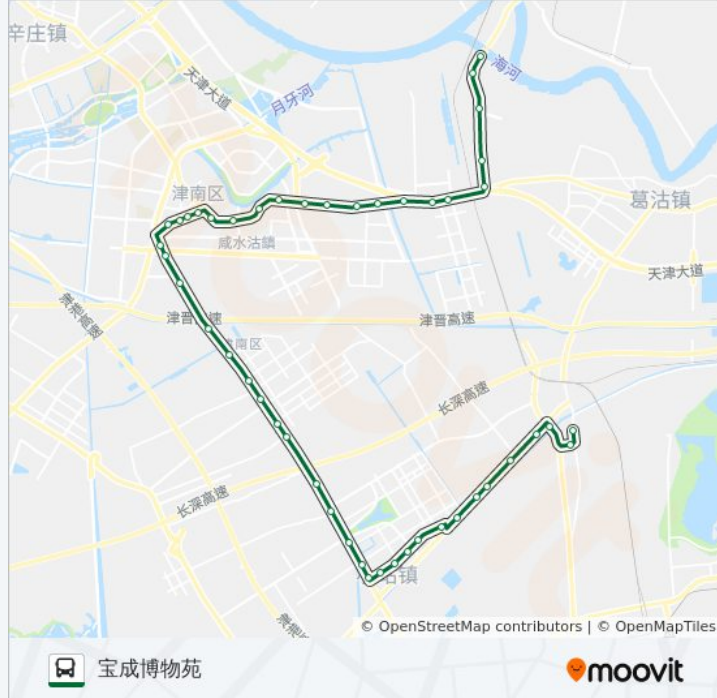 辛庄镇
天津大道
月牙河
海河
津南区
葛沽镇
咸水沽镇
天津大道
津晋高速
津晋高速
津南区
长深高速
长深高速
© OpenStreetMap contributors | © OpenMapTiles
宝成博物苑
moovit